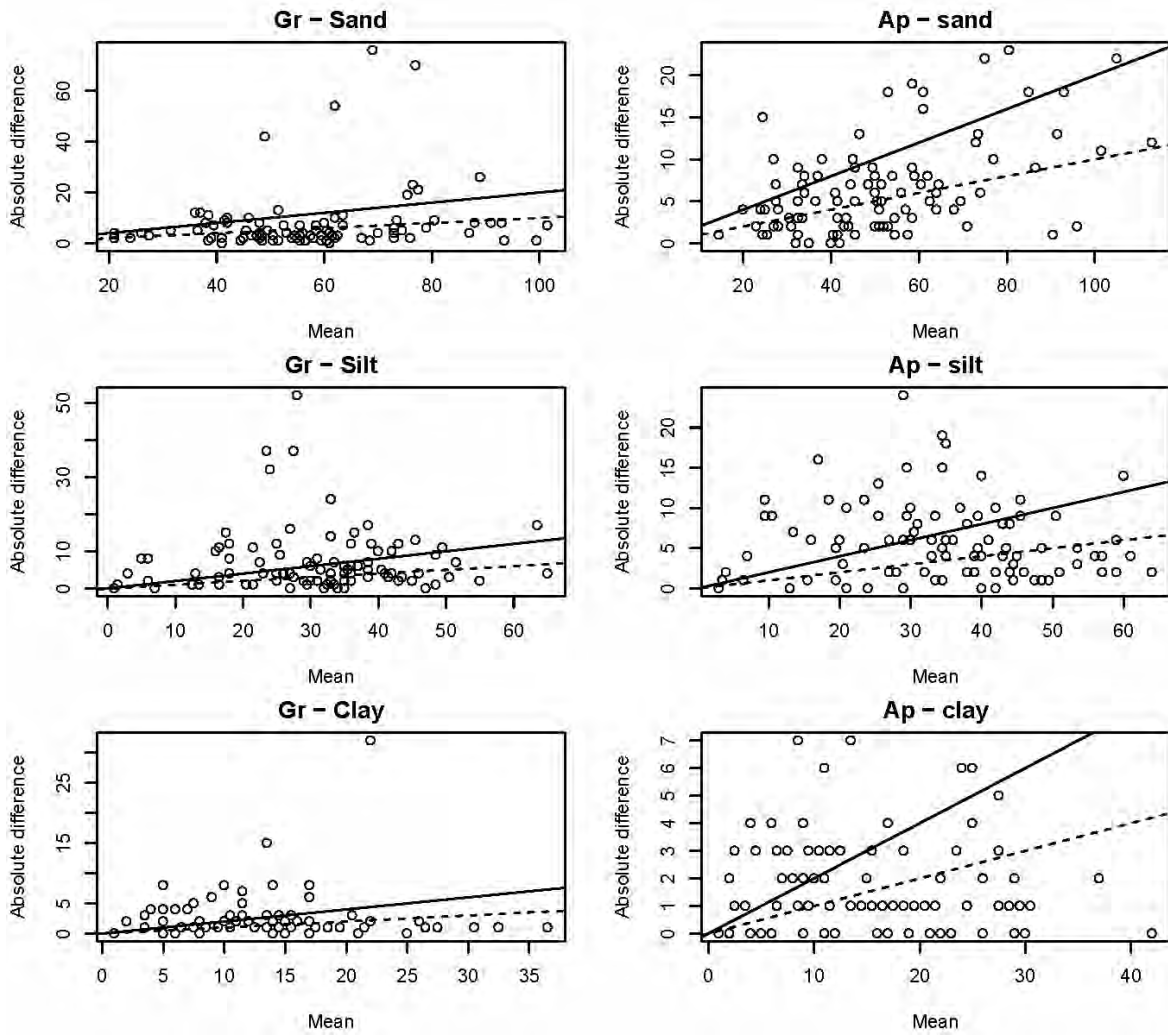 Gr – Sand
Absolute difference
0 20 40 60
20 40 60 80 100
Mean
Ap – sand
Absolute difference
0 5 10 15 20
20 40 60 80 100
Mean
Gr – Silt
Absolute difference
0 10 30 50
0 10 20 30 40 50 60
Mean
Ap – silt
Absolute difference
0 5 10 15 20
10 20 30 40 50 60
Mean
Gr – Clay
Absolute difference
0 5 15 25
0 5 10 15 20 25 30 35
Mean
Ap – clay
Absolute difference
0 1 2 3 4 5 6 7
0 10 20 30 40
Mean